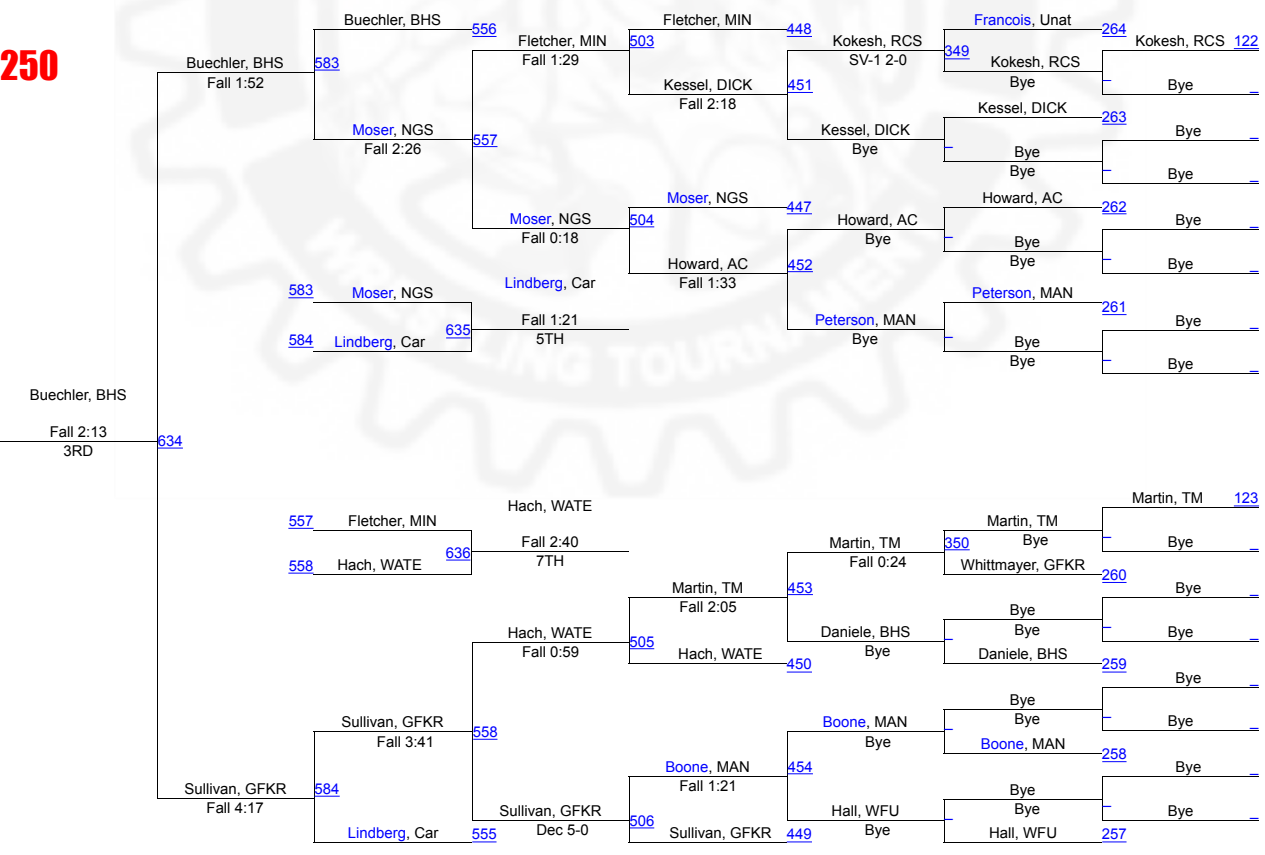 250
Buechler, BHS
556
Fletcher, MIN
448
Francois, Unat
264
Fletcher, MIN
503
Fall 1:29
Kokesh, RCS
349
SV-1 2-0
Kokesh, RCS
122
Buechler, BHS
583
Fall 1:52
Kokesh, RCS
Bye
Bye
_
Kessel, DICK
451
Fall 2:18
Kessel, DICK
263
Moser, NGS
557
Fall 2:26
Kessel, DICK
_
Bye
Bye
_
Bye
Bye
_
Bye
_
Moser, NGS
447
Howard, AC
262
Moser, NGS
504
Fall 0:18
Howard, AC
_
Bye
Bye
_
Bye
Bye
_
Howard, AC
452
Fall 1:33
Bye
_
583
Moser, NGS
Lindberg, Car
Peterson, MAN
261
635
Fall 1:21
5TH
Peterson, MAN
_
Bye
Bye
_
584
Lindberg, Car
Bye
Bye
_
Bye
_
Buechler, BHS
Fall 2:13
634
3RD
Hach, WATE
Martin, TM
123
557
Fletcher, MIN
Martin, TM
Bye
_
636
Fall 2:40
7TH
Martin, TM
350
Fall 0:24
Bye
_
558
Hach, WATE
Whittmayer, GFKR
260
Martin, TM
453
Fall 2:05
Bye
_
Bye
Bye
_
Hach, WATE
505
Fall 0:59
Daniele, BHS
_
Bye
Bye
_
Hach, WATE
450
Daniele, BHS
259
Bye
_
Sullivan, GFKR
558
Fall 3:41
Boone, MAN
_
Bye
Bye
Bye
_
Bye
_
Boone, MAN
258
Boone, MAN
454
Fall 1:21
Bye
_
Sullivan, GFKR
584
Fall 4:17
Bye
Bye
_
Sullivan, GFKR
506
Dec 5-0
Hall, WFU
_
Bye
Bye
_
Lindberg, Car
555
Sullivan, GFKR
449
Hall, WFU
257